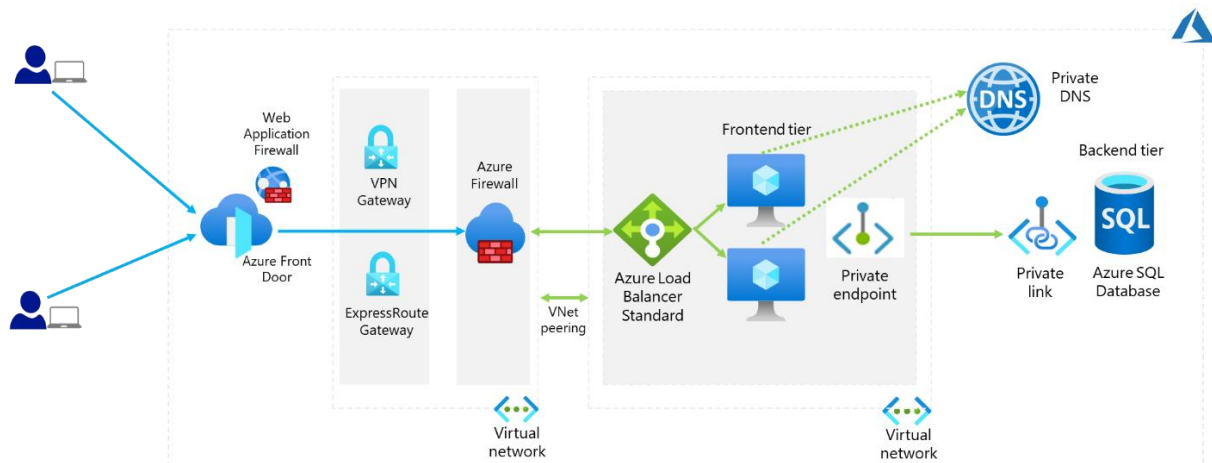 Web
Application
Firewall
Azure Front
Door
VPN
Gateway
ExpressRoute
Gateway
Azure
Firewall
VNet
peering
Virtual
network
Azure Load
Balancer
Standard
Frontend tier
Private
endpoint
Virtual
network
DNS
Private
DNS
Backend tier
SQL
Private
link
Azure SQL
Database